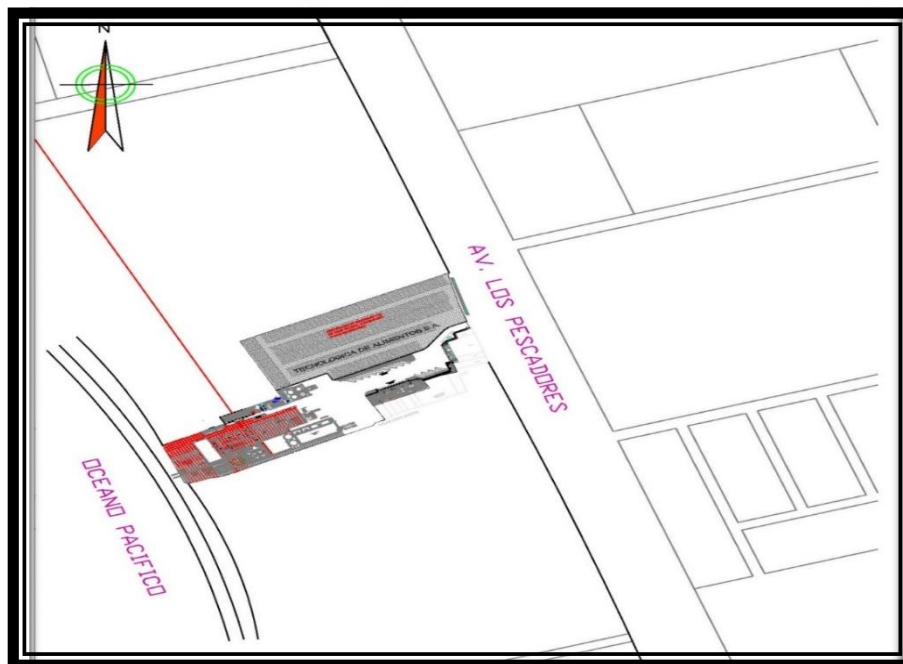 N
AV. LOS PESCADORES
TECNOLOGICA DE ALIMENTOS S.A.
OCEANO PACIFICO